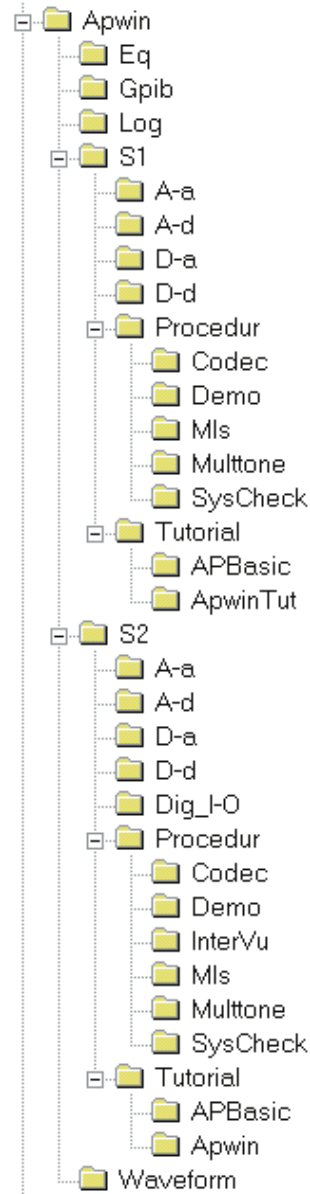 Apwin
Eq
Gpib
Log
S1
A-a
A-d
D-a
D-d
Procedur
Codec
Demo
Mls
Multtone
SysCheck
Tutorial
APBasic
ApwinTut
S2
A-a
A-d
D-a
D-d
Dig_I-O
Procedur
Codec
Demo
InterVu
Mls
Multtone
SysCheck
Tutorial
APBasic
Apwin
Waveform